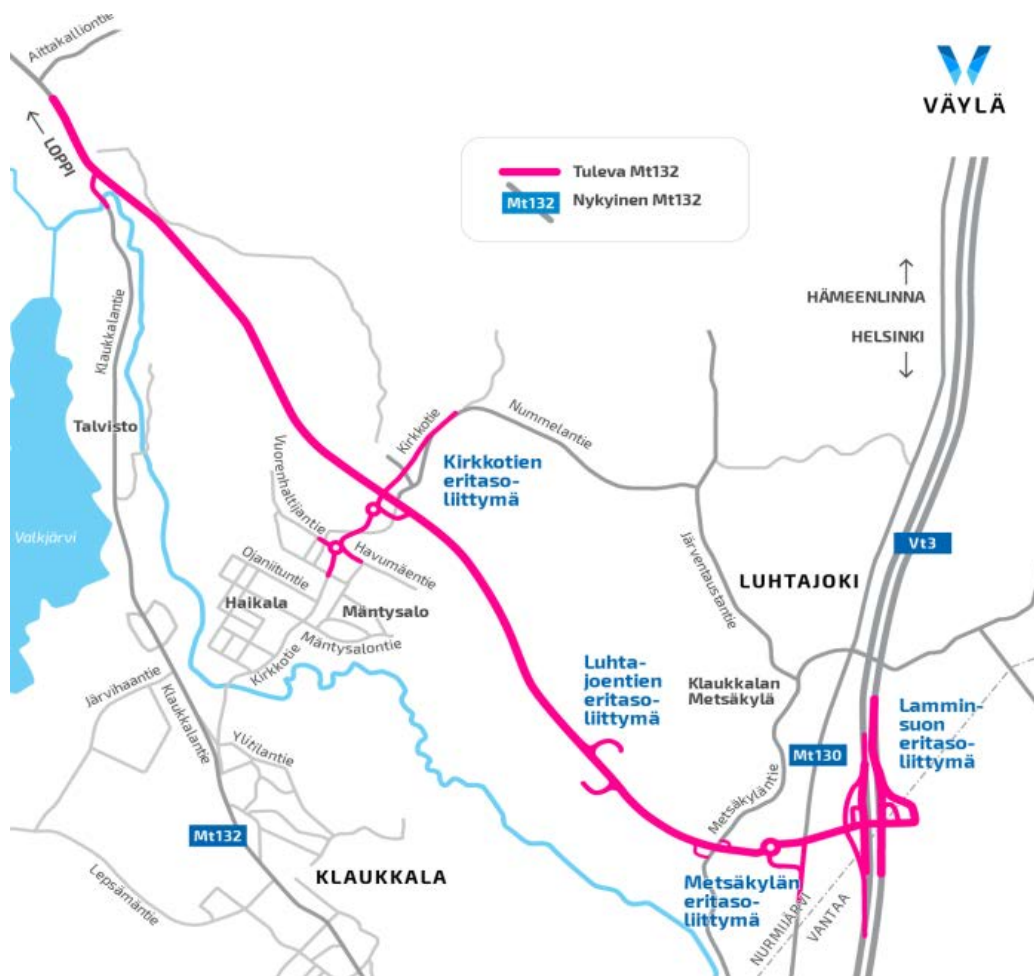 Aittakalliontie
VÄYLÄ
LOPPI
Tuleva Mt132
Mt132
Nykyinen Mt132
HÄMEENLINNA
HELSINKI
Klaukkalantie
Talvisto
Kirkkotie
Nummelantie
Vuorenhaltijantie
Kirkkotien
eritaso-
liittymä
Valkjärvi
Vt3
Ojaniituntie
Havumäentie
Järventaustantie
LUHTAJOKI
Haikala
Mäntysalo
Mäntysalontie
Kirkkotie
Luhta-
joentien
eritaso-
liittymä
Klaukkalan
Metsäkylä
Järvihaantie
Klaukkalantie
Lammin-
suon
eritaso-
liittymä
Ylitilantie
Mt130
Metsäkyläntie
Mt132
Lepsämäntie
KLAUKKALA
Metsäkylän
eritaso-
liittymä
NURMIJÄRVI
VANTAA